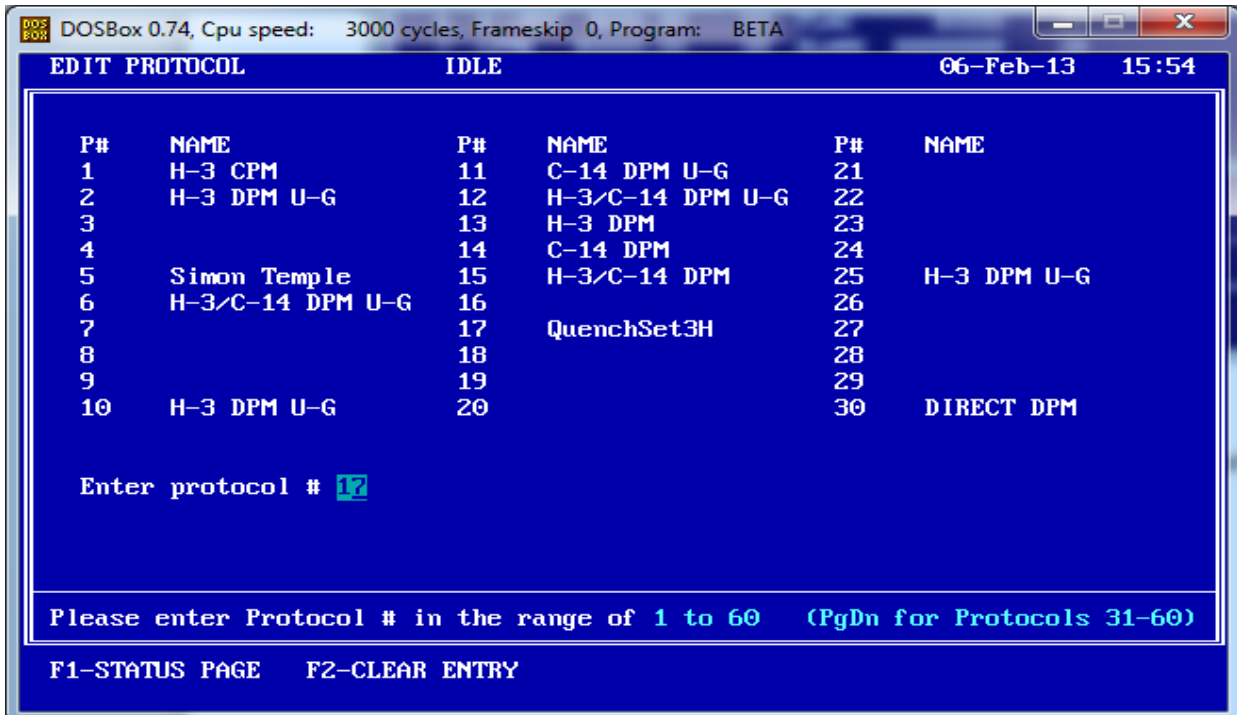 DOSBox 0.74, Cpu speed: 3000 cycles, Frameskip 0, Program: BETA
EDIT PROTOCOL IDLE 06-Feb-13 15:54
P# NAME P# NAME P# NAME
1 H-3 CPM 11 C-14 DPM U-G 21
2 H-3 DPM U-G 12 H-3/C-14 DPM U-G 22
3 13 H-3 DPM 23
4 14 C-14 DPM 24
5 Simon Temple 15 H-3/C-14 DPM 25 H-3 DPM U-G
6 H-3/C-14 DPM U-G 16 26
7 17 QuenchSet3H 27
8 18 28
9 19 29
10 H-3 DPM U-G 20 30 DIRECT DPM
Enter protocol # 17
Please enter Protocol # in the range of 1 to 60 (PgDn for Protocols 31-60)
F1-STATUS PAGE F2-CLEAR ENTRY